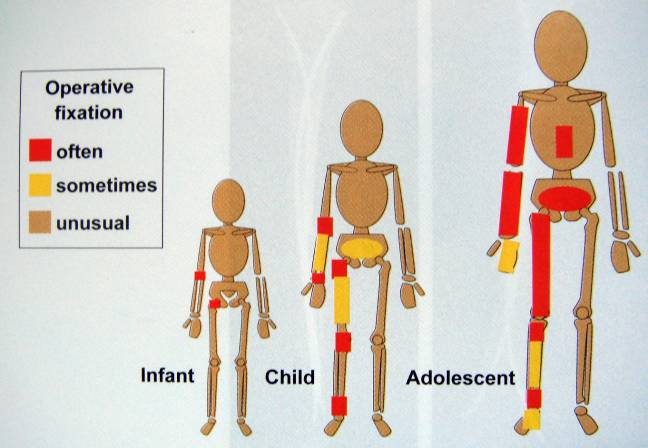 Operative
fixation
often
sometimes
unusual
Infant
Child
Adolescent